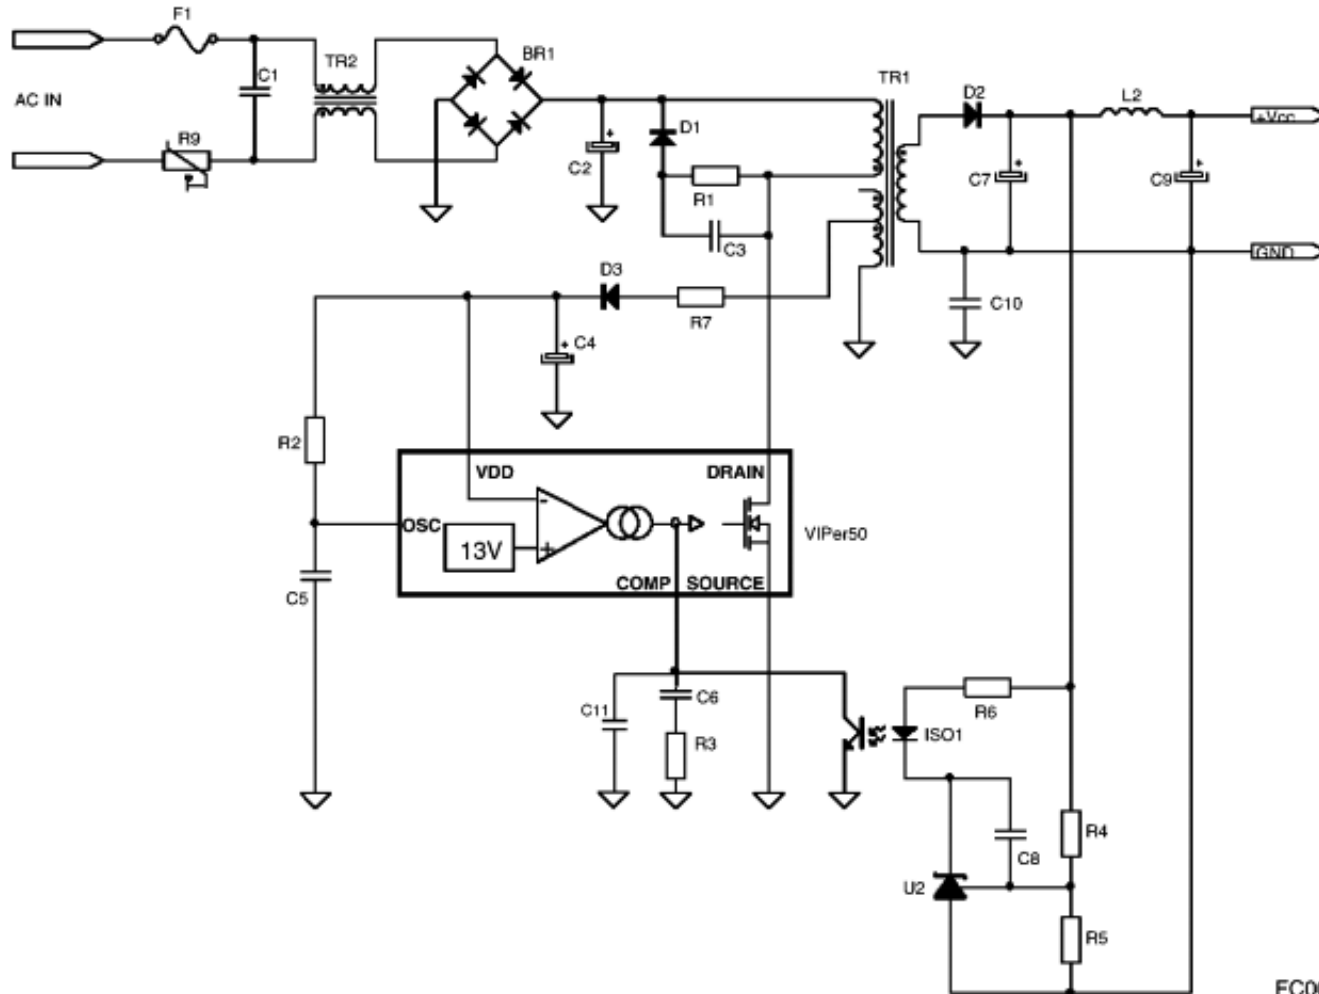 F1
BR1
TR2
TR1
C1
D2
L2
AC IN
+Vcc
D1
R9
C2
C7
C9
R1
C3
GND
D3
C10
R7
C4
R2
VDD
DRAIN
OSC
VIPer50
-
13V
+
COMP
SOURCE
C5
C6
C11
R6
R3
ISO1
R4
C8
U2
R5